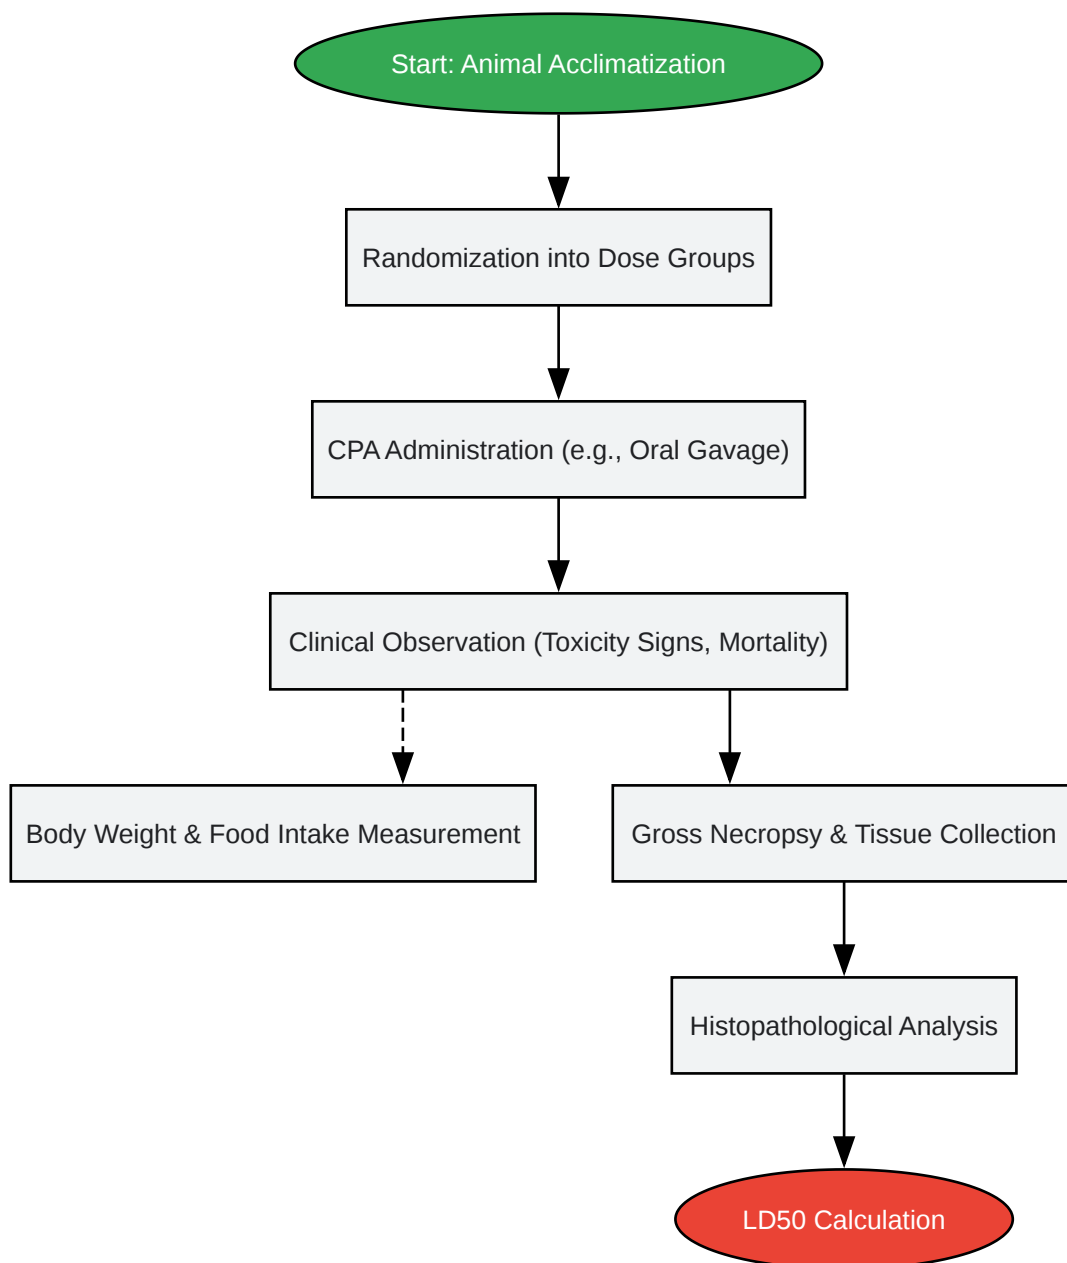 Start: Animal Acclimatization
Randomization into Dose Groups
CPA Administration (e.g., Oral Gavage)
Clinical Observation (Toxicity Signs, Mortality)
Body Weight & Food Intake Measurement
Gross Necropsy & Tissue Collection
Histopathological Analysis
LD50 Calculation